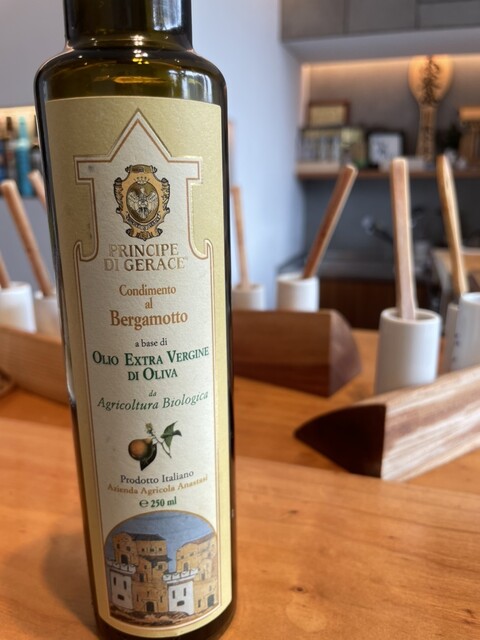 PRINCIPE
DI GERACE
Condimento
al
Bergamotto
a base di
OLIO EXTRA VERGINE
DI OLIVA
da
Agricoltura Biologica
Prodotto Italiano
Azienda Agricola Anastasi
℮ 250 ml